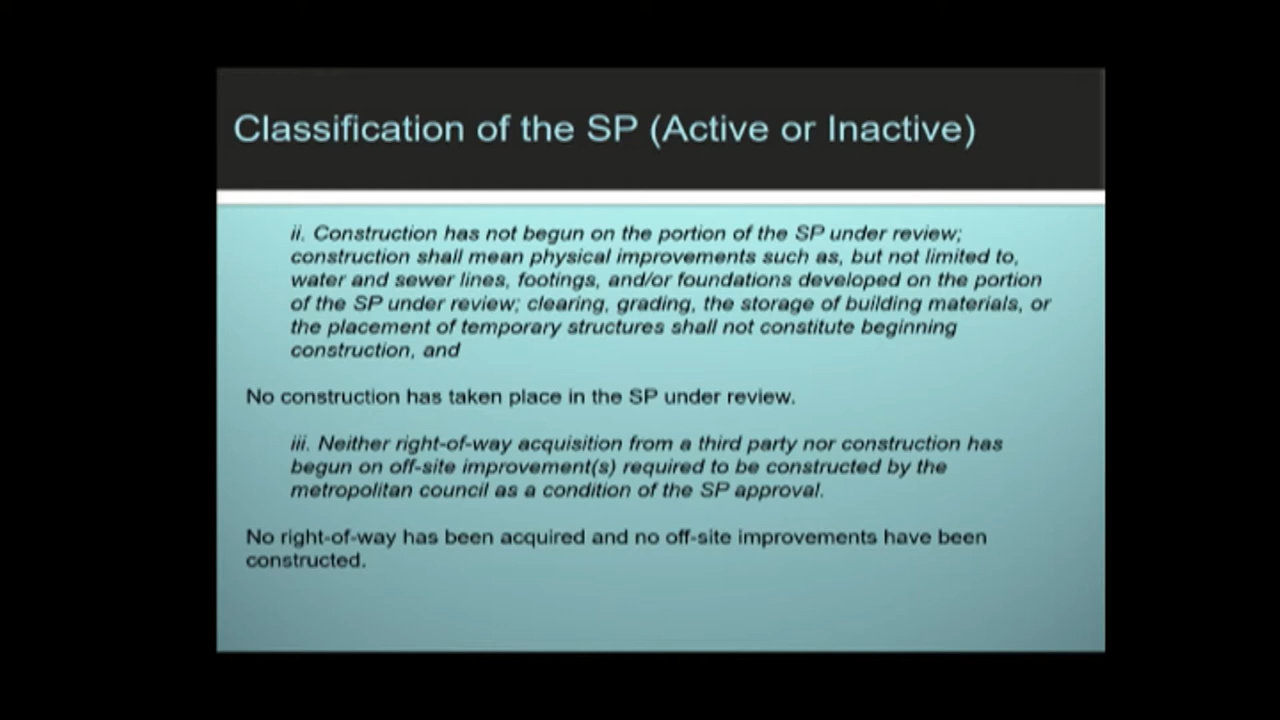 Classification of the SP (Active or Inactive)
ii. Construction has not begun on the portion of the SP under review;
construction shall mean physical improvements such as, but not limited to,
water and sewer lines, footings, and/or foundations developed on the portion
of the SP under review; clearing, grading, the storage of building materials, or
the placement of temporary structures shall not constitute beginning
construction, and
No construction has taken place in the SP under review.
iii. Neither right-of-way acquisition from a third party nor construction has
begun on off-site improvement(s) required to be constructed by the
metropolitan council as a condition of the SP approval.
No right-of-way has been acquired and no off-site improvements have been
constructed.